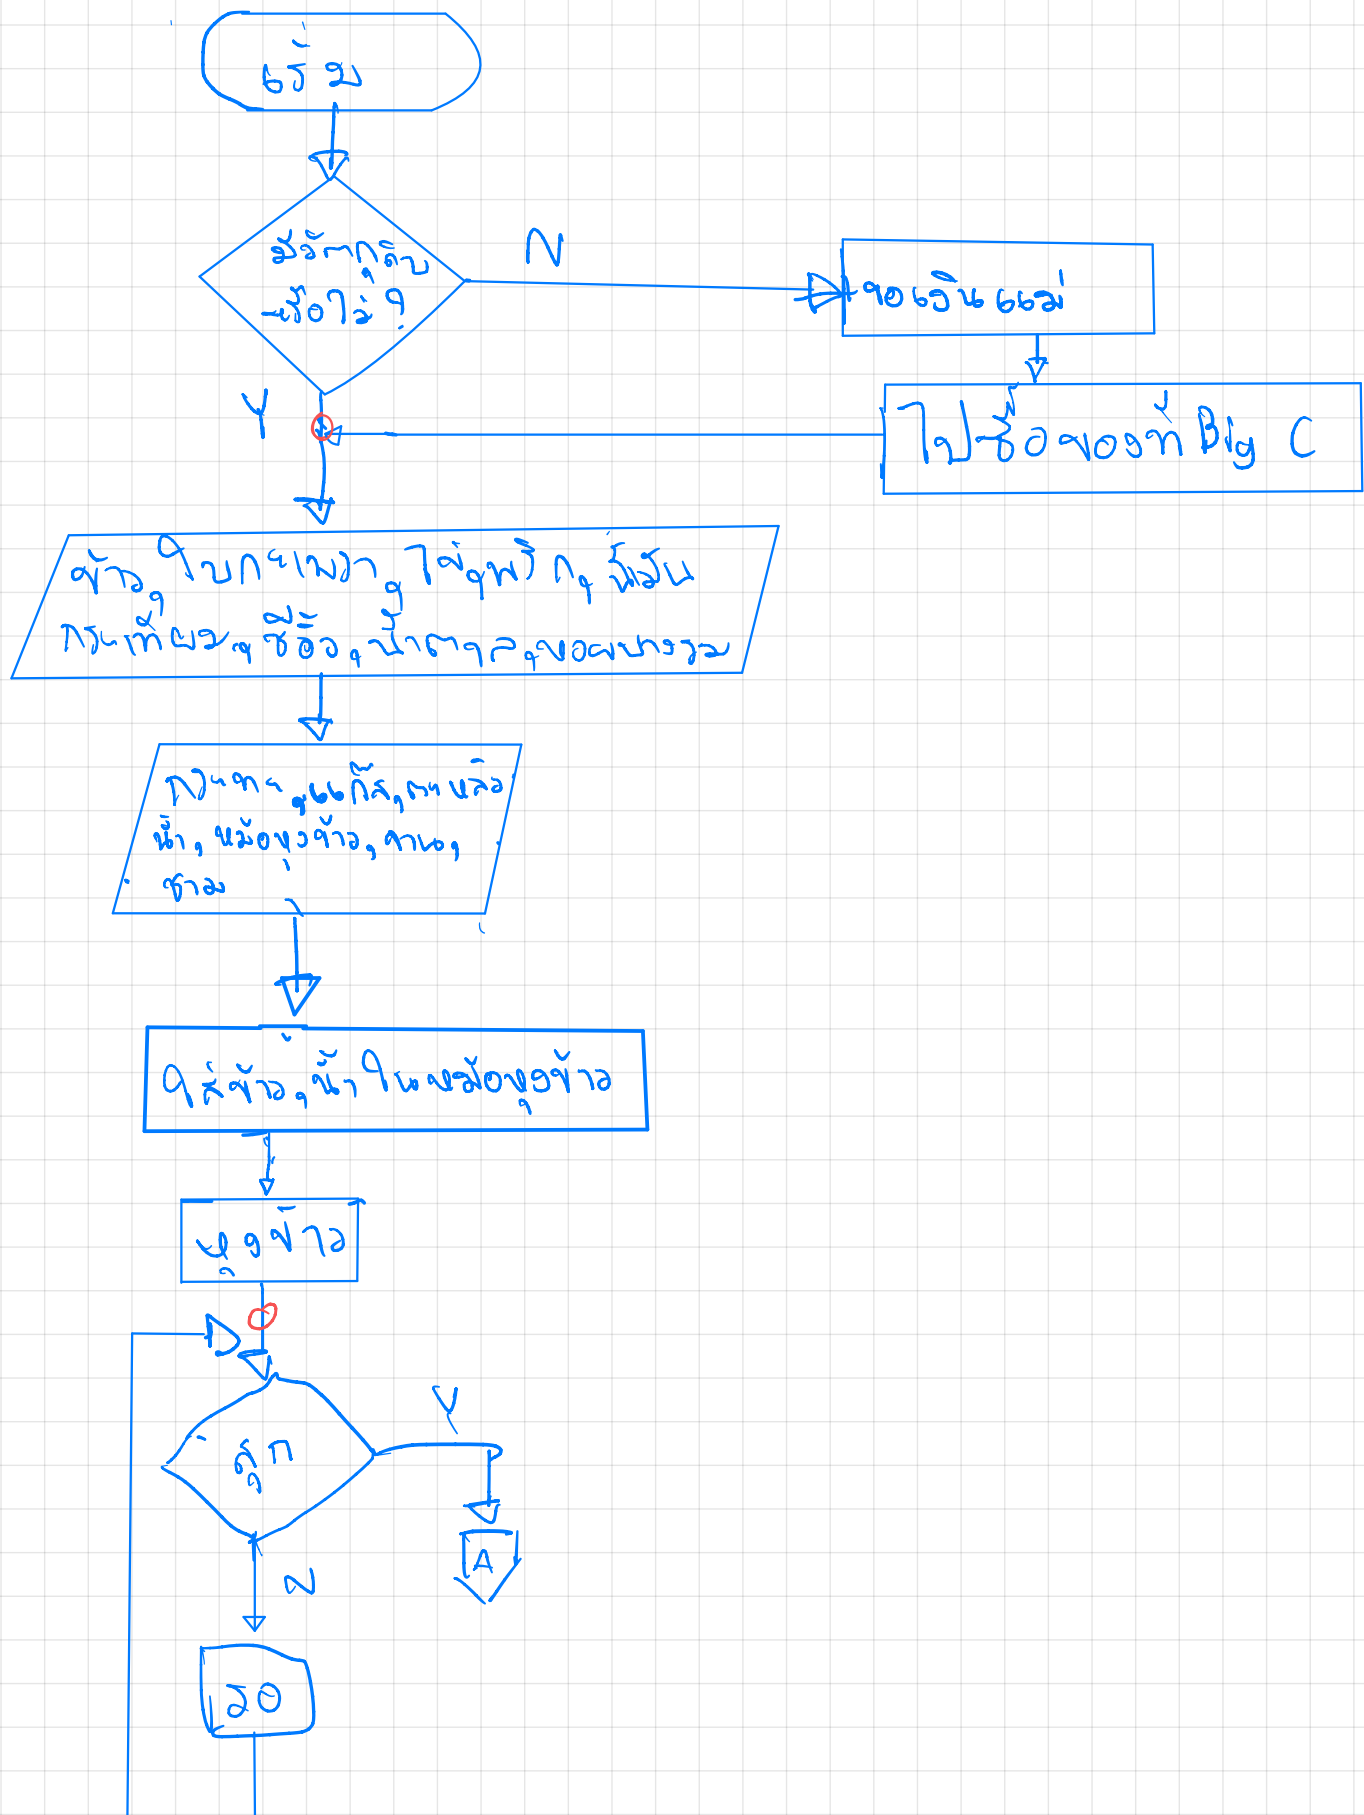 เริ่ม
มีวัตถุดิบ
หรือไม่?
N
ขอเงินแม่
Y
ไปซื้อของที่ Big C
ข้าว, ใบกะเพรา, ไข่, พริก, น้ำมัน
กระเทียม, ซีอิ๊ว, น้ำตาล, หอยนางรม
กระทะ, แก๊ส, ตะหลิว
น้ำ, หม้อหุงข้าว, จาน,
ชาม
ใส่ข้าว, น้ำ ในหม้อหุงข้าว
หุงข้าว
Y
สุก
A
N
รอ